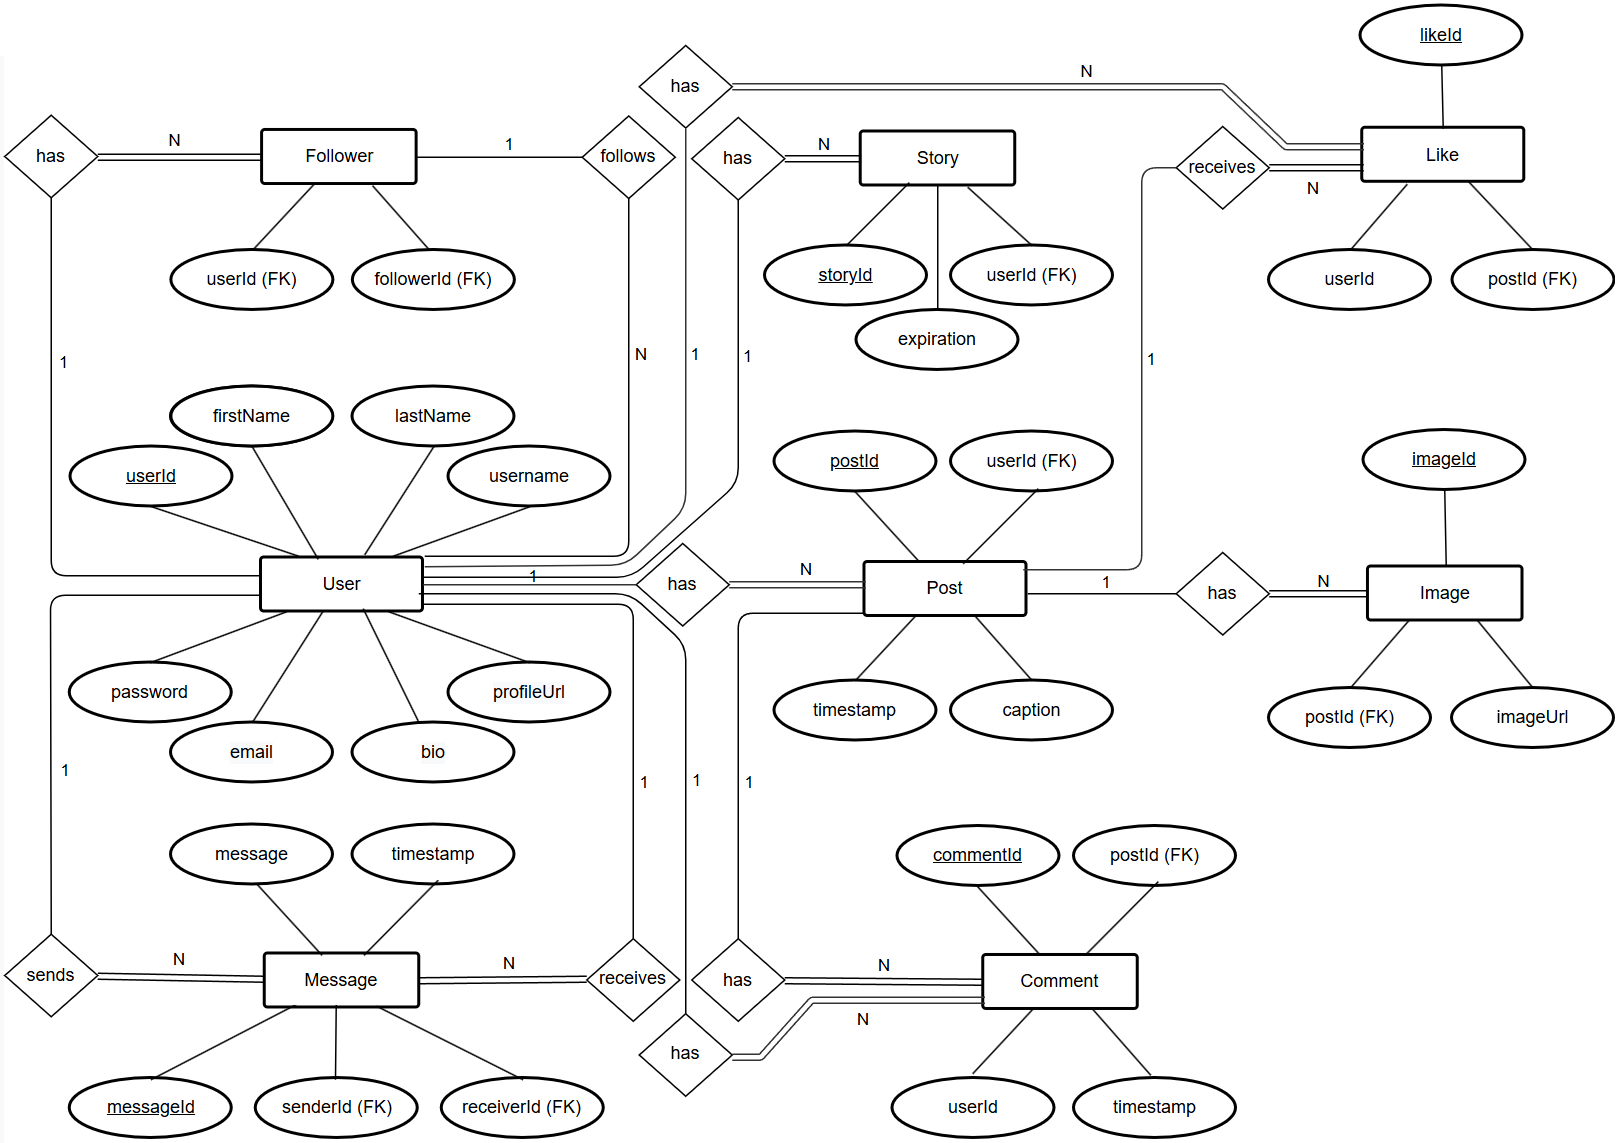 likeId
has
N
has
N
Follower
1
follows
has
N
Story
receives
N
Like
userId (FK)
followerId (FK)
storyId
userId (FK)
expiration
userId
postId (FK)
1
N
1
1
1
firstName
lastName
userId
username
postId
userId (FK)
imageId
User
1
has
N
Post
1
has
N
Image
password
profileUrl
email
bio
timestamp
caption
postId (FK)
imageUrl
1
1
1
1
message
timestamp
commentId
postId (FK)
sends
N
Message
N
receives
has
N
Comment
has
N
messageId
senderId (FK)
receiverId (FK)
userId
timestamp